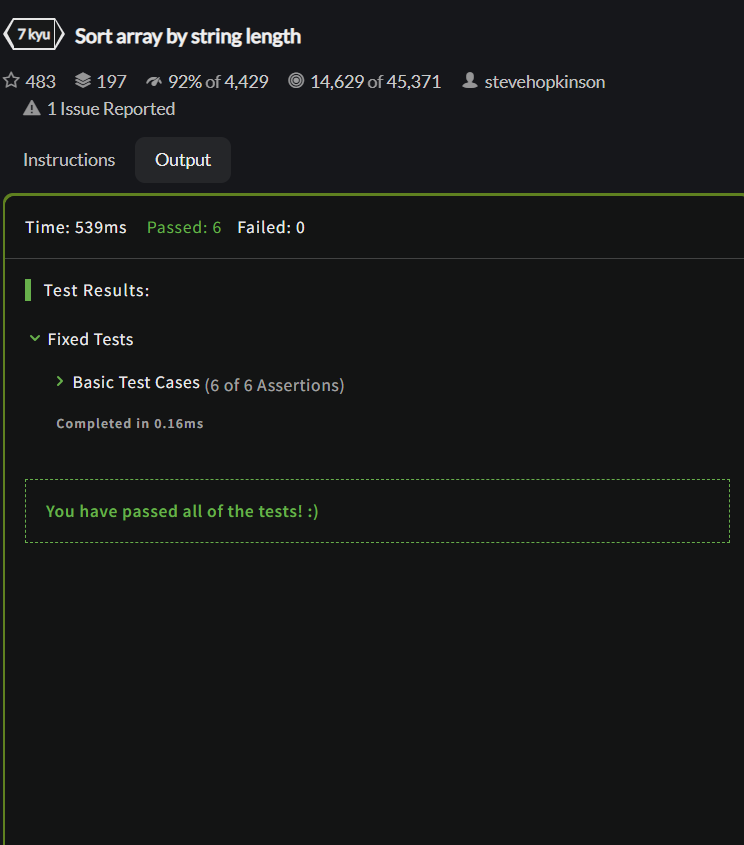 7 kyu Sort array by string length
483 197 92% of 4,429 14,629 of 45,371 stevehopkinson
1 Issue Reported
Instructions Output
Time: 539ms Passed: 6 Failed: 0
Test Results:
Fixed Tests
Basic Test Cases (6 of 6 Assertions)
Completed in 0.16ms
You have passed all of the tests! :)